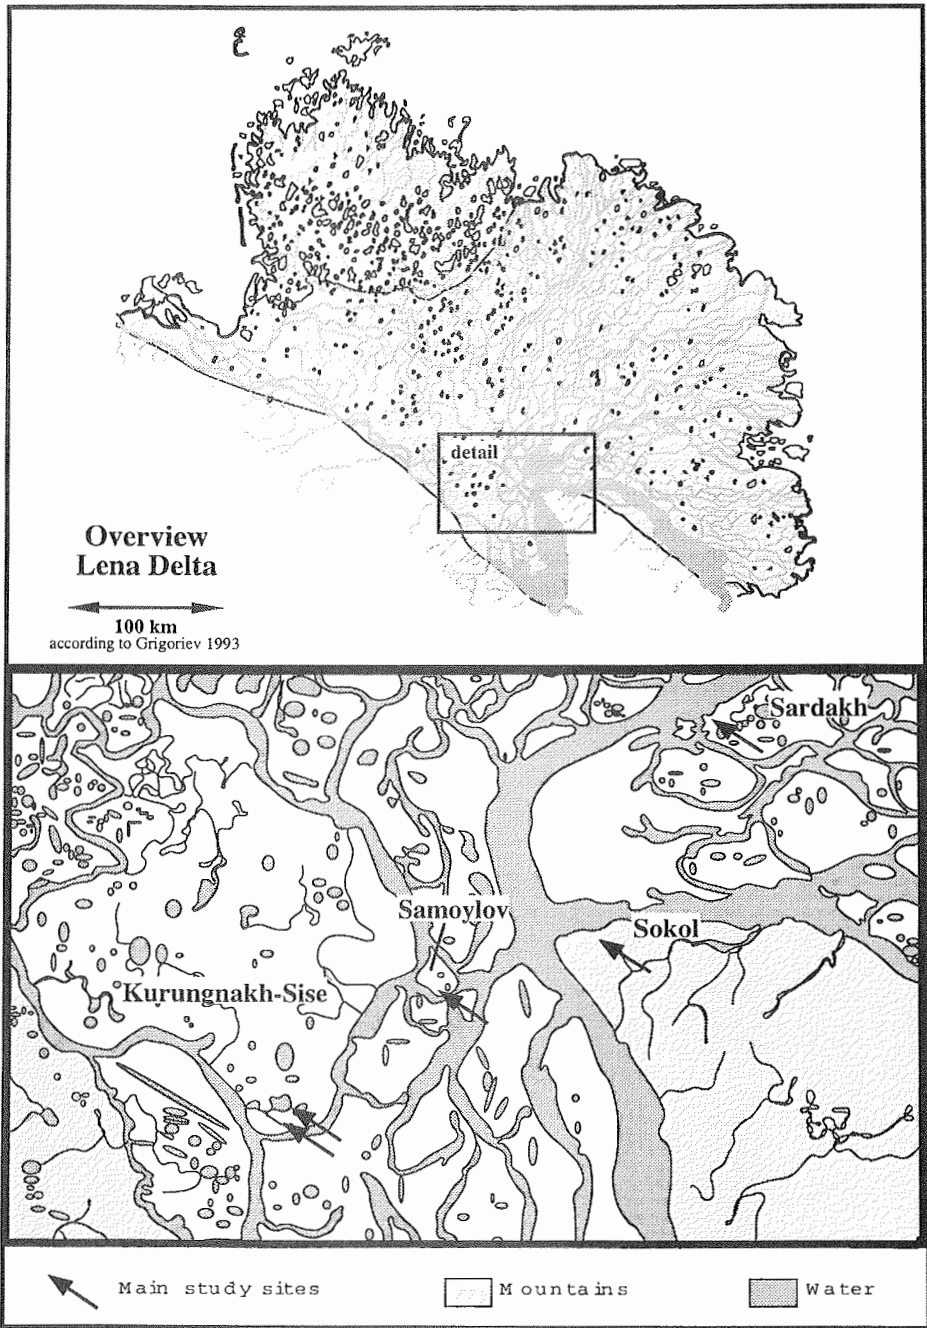 detail
Overview
Lena Delta
100 km
according to Grigoriev 1993
Sardakh
Samoylov
Sokol
Kurungnakh-Sise
Main study sites
Mountains
Water